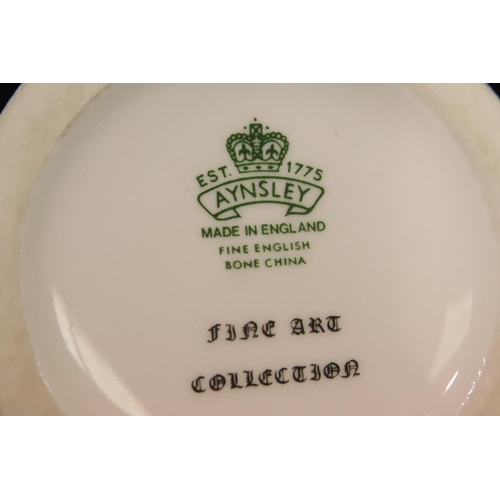 EST. 1775
AYNSLEY
MADE IN ENGLAND
FINE ENGLISH
BONE CHINA
FINE ART
COLLECTION